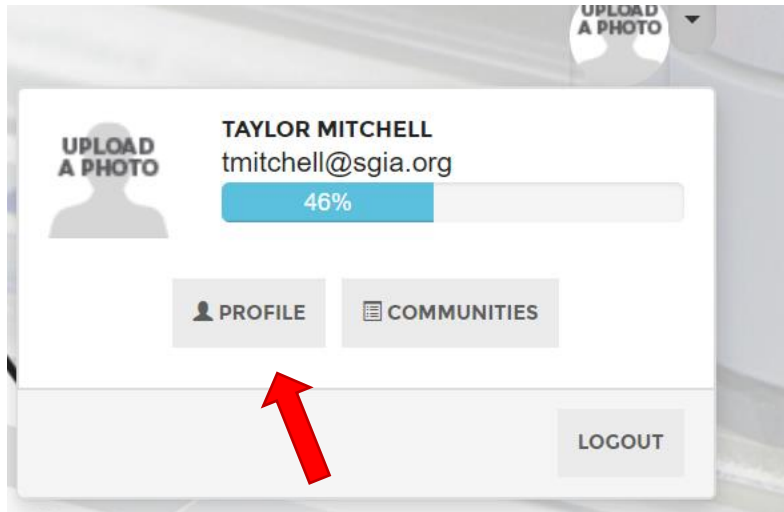 UPLOAD
A PHOTO
TAYLOR MITCHELL
UPLOAD
A PHOTO
tmitchell@sgia.org
46%
PROFILE
COMMUNITIES
LOGOUT